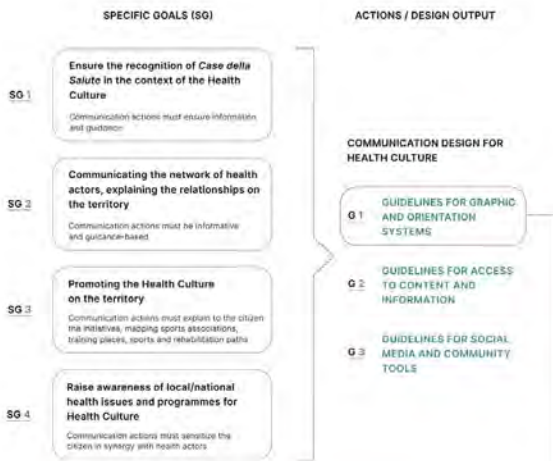 SPECIFIC GOALS (SG)
ACTIONS / DESIGN OUTPUT
SG 1
Ensure the recognition of Case della
Salute in the context of the Health
Culture
Communication actions must ensure information
and guidance
SG 2
Communicating the network of health
actors, explaining the relationships on
the territory
Communication actions must be informative
and guidance-based
SG 3
Promoting the Health Culture
on the territory
Communication actions must explain to the citizen
the initiatives, mapping sports associations,
training places, sports and rehabilitation paths
SG 4
Raise awareness of local/national
health issues and programmes for
Health Culture
Communication actions must sensitize the
citizen in synergy with health actors
COMMUNICATION DESIGN FOR
HEALTH CULTURE
G 1
GUIDELINES FOR GRAPHIC
AND ORIENTATION
SYSTEMS
G 2
GUIDELINES FOR ACCESS
TO CONTENT AND
INFORMATION
G 3
GUIDELINES FOR SOCIAL
MEDIA AND COMMUNITY
TOOLS